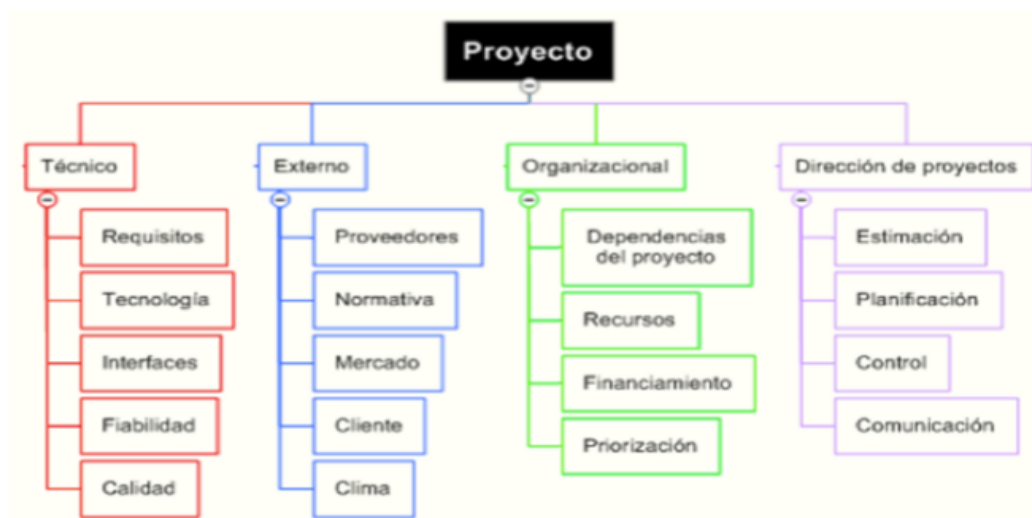 Proyecto
Técnico
Requisitos
Tecnología
Interfaces
Fiabilidad
Calidad
Externo
Proveedores
Normativa
Mercado
Cliente
Clima
Organizacional
Dependencias
del proyecto
Recursos
Financiamiento
Priorización
Dirección de proyectos
Estimación
Planificación
Control
Comunicación